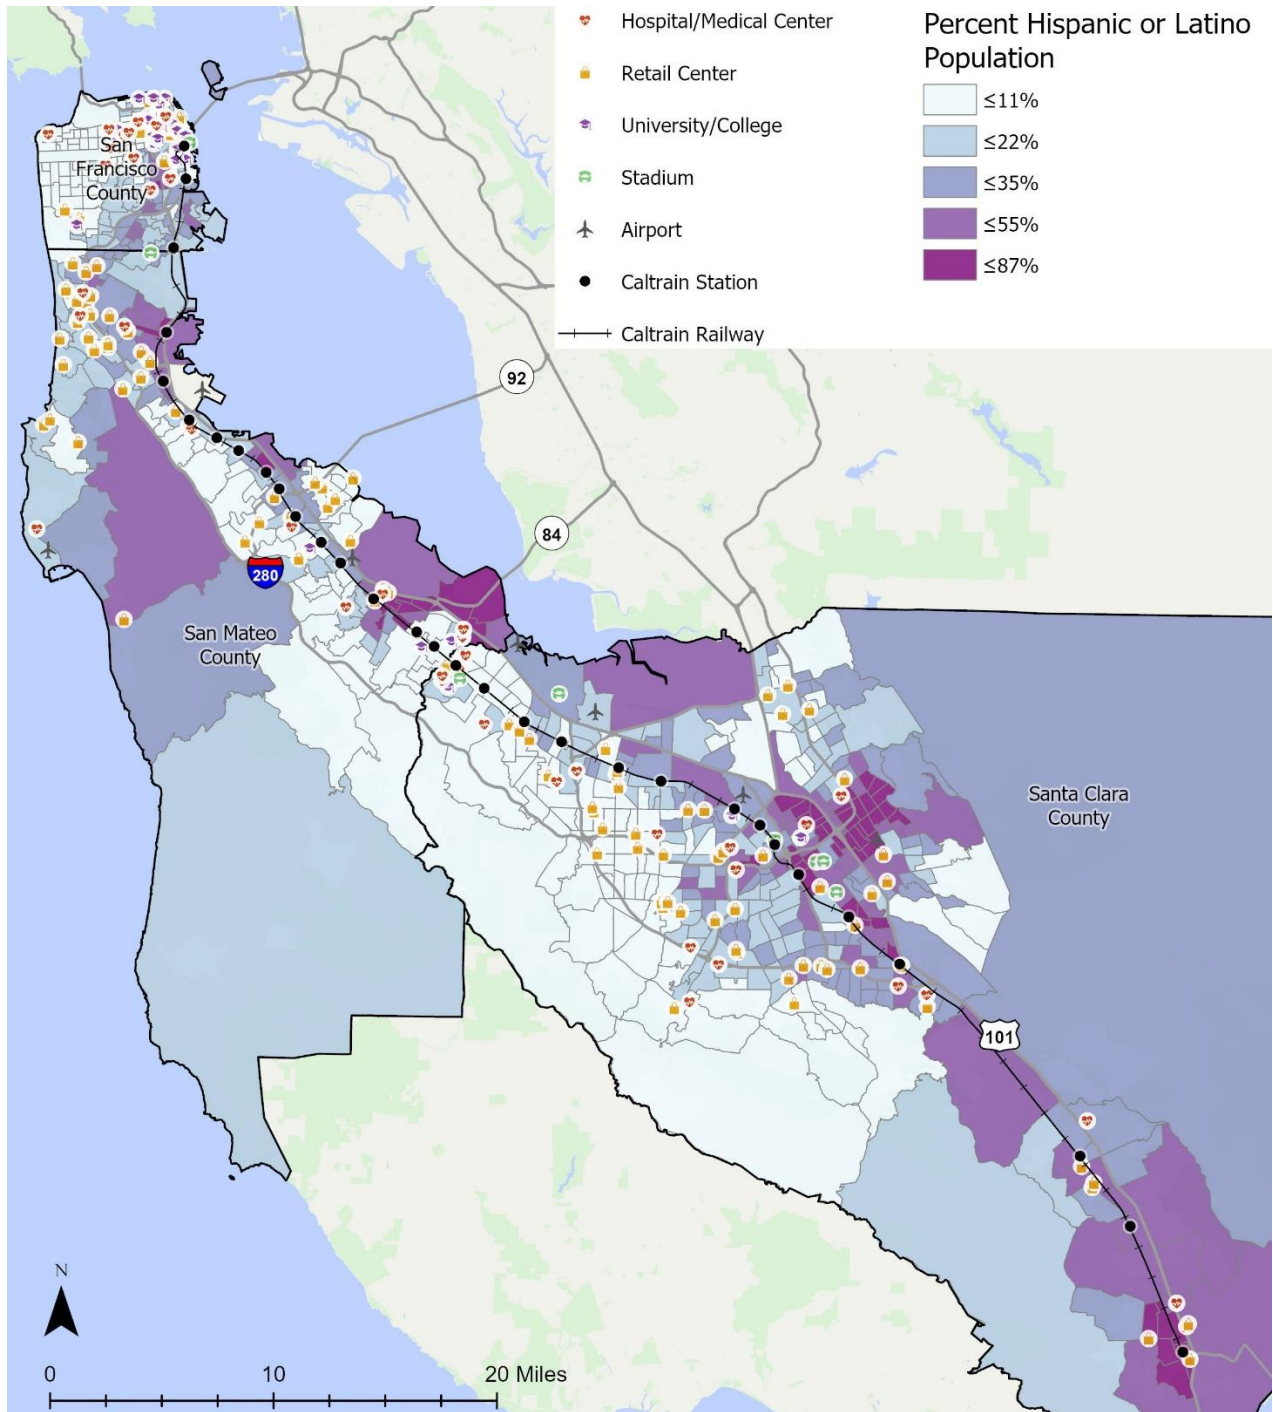 Hospital/Medical Center
Retail Center
University/College
Stadium
Airport
Caltrain Station
Caltrain Railway
Percent Hispanic or Latino
Population
≤11%
≤22%
≤35%
≤55%
≤87%
San
Francisco
County
92
84
280
San Mateo
County
Santa Clara
County
101
N
0 10 20 Miles